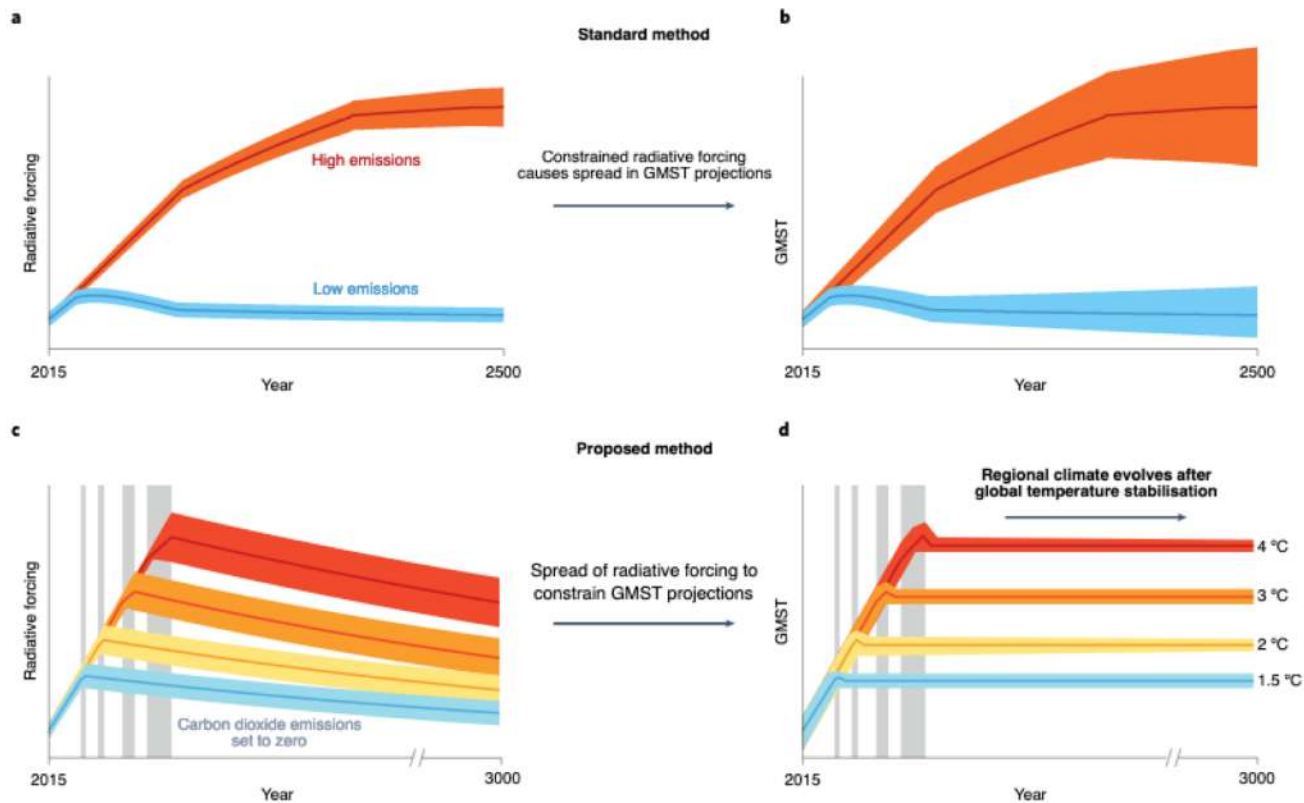 a
Standard method
b
Radiative forcing
High emissions
Low emissions
Constrained radiative forcing
causes spread in GMST projections
GMST
2015
2500
Year
2015
2500
Year
c
Proposed method
d
Radiative forcing
Carbon dioxide emissions
set to zero
Spread of radiative forcing to
constrain GMST projections
Regional climate evolves after
global temperature stabilisation
GMST
4 °C
3 °C
2 °C
1.5 °C
2015
3000
Year
2015
3000
Year